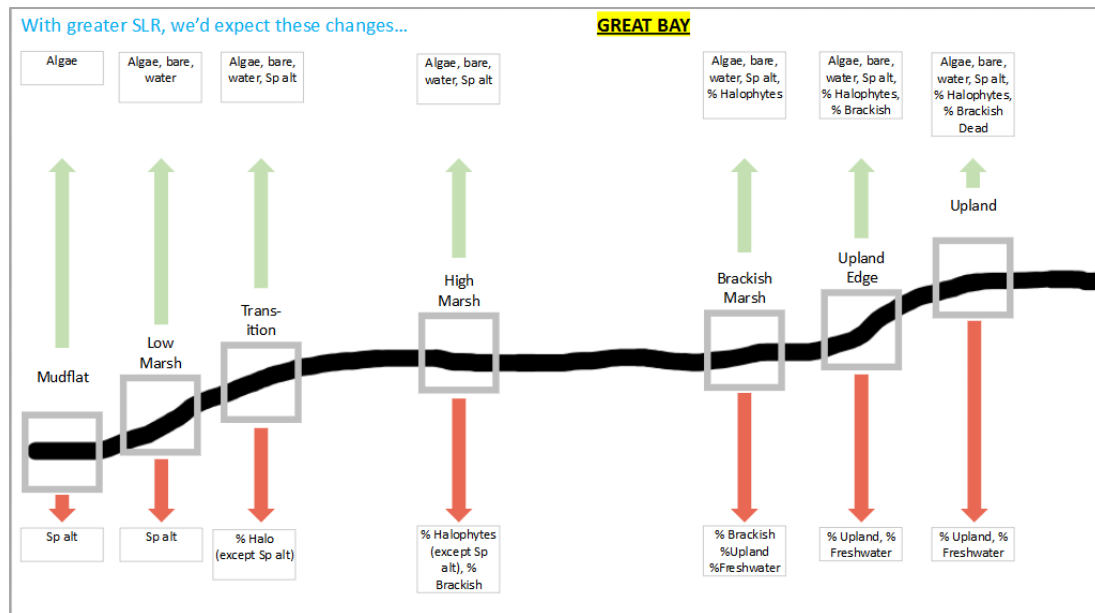 With greater SLR, we'd expect these changes...
GREAT BAY
Algae
Algae, bare,
water
Algae, bare,
water, Sp alt
Algae, bare,
water, Sp alt
Algae, bare,
water, Sp alt,
% Halophytes
Algae, bare,
water, Sp alt,
% Halophytes,
% Brackish
Algae, bare,
water, Sp alt,
% Halophytes,
% Brackish
Dead
Mudflat
Low
Marsh
Trans-
ition
High
Marsh
Brackish
Marsh
Upland
Edge
Upland
Sp alt
Sp alt
% Halo
(except Sp alt)
% Halophytes
(except Sp
alt), %
Brackish
% Brackish
%Upland
%Freshwater
% Upland, %
Freshwater
% Upland, %
Freshwater